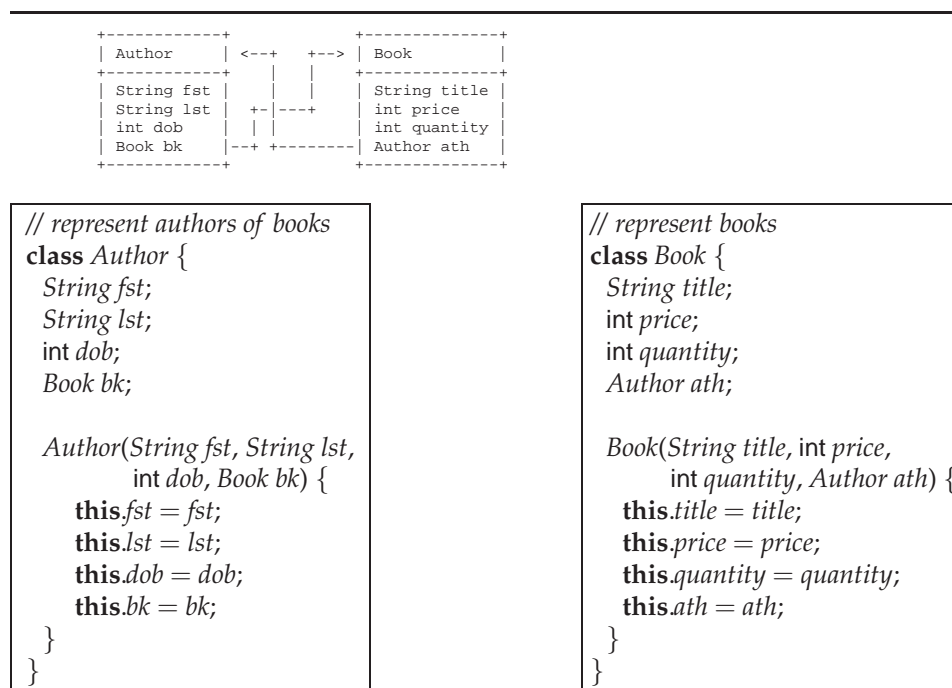 +------------+                  +--------------+
| Author     | <--+   +--> | Book         |
+------------+    |   |    +--------------+
| String fst |    |   |    | String title |
| String lst |  +-|---+    | int price    |
| int dob    |  | |        | int quantity |
| Book bk    |--+ +--------| Author ath   |
+------------+                  +--------------+
// represent authors of books
class Author {
String fst;
String lst;
int dob;
Book bk;
Author(String fst, String lst,
int dob, Book bk) {
this.fst = fst;
this.lst = lst;
this.dob = dob;
this.bk = bk;
}
}
// represent books
class Book {
String title;
int price;
int quantity;
Author ath;
Book(String title, int price,
int quantity, Author ath) {
this.title = title;
this.price = price;
this.quantity = quantity;
this.ath = ath;
}
}